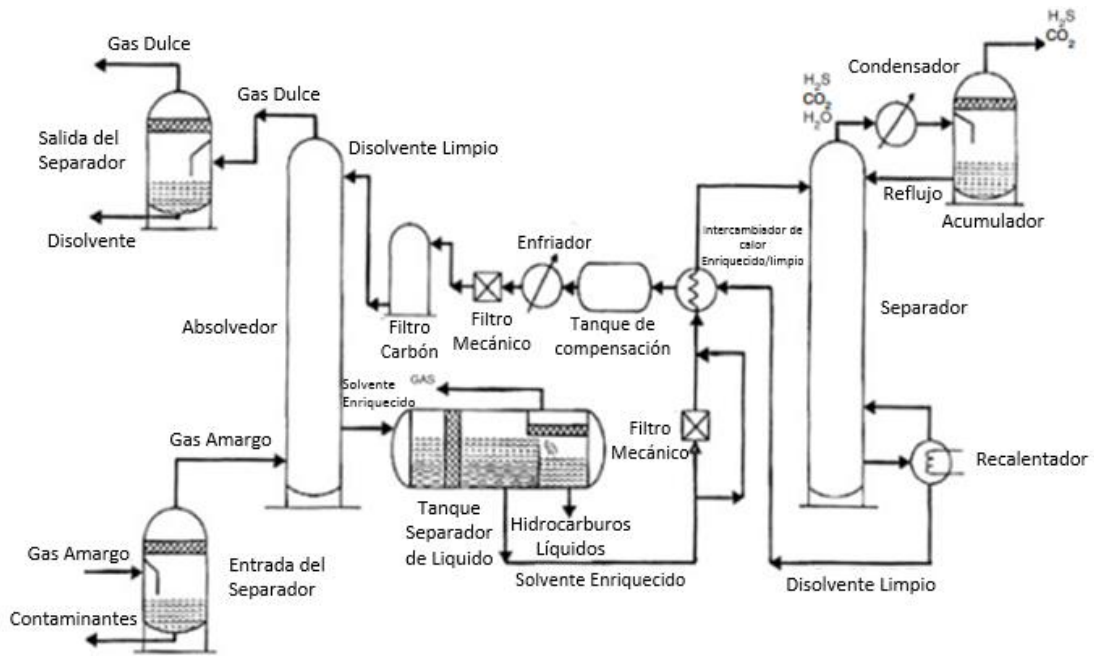 Gas Dulce
Gas Dulce
Salida del
Separador
Disolvente
Disolvente Limpio
Absolvedor
Filtro
Carbón
Filtro
Mecánico
Enfriador
Tanque de
compensación
Intercambiador de
calor
Enriquecido/limpio
H2S
CO2
H2O
Condensador
H2S
CO2
Reflujo
Acumulador
Separador
Recalentador
Disolvente Limpio
Solvente
Enriquecido
GAS
Filtro
Mecánico
Tanque
Separador
de Liquido
Hidrocarburos
Líquidos
Solvente Enriquecido
Gas Amargo
Gas Amargo
Entrada del
Separador
Contaminantes